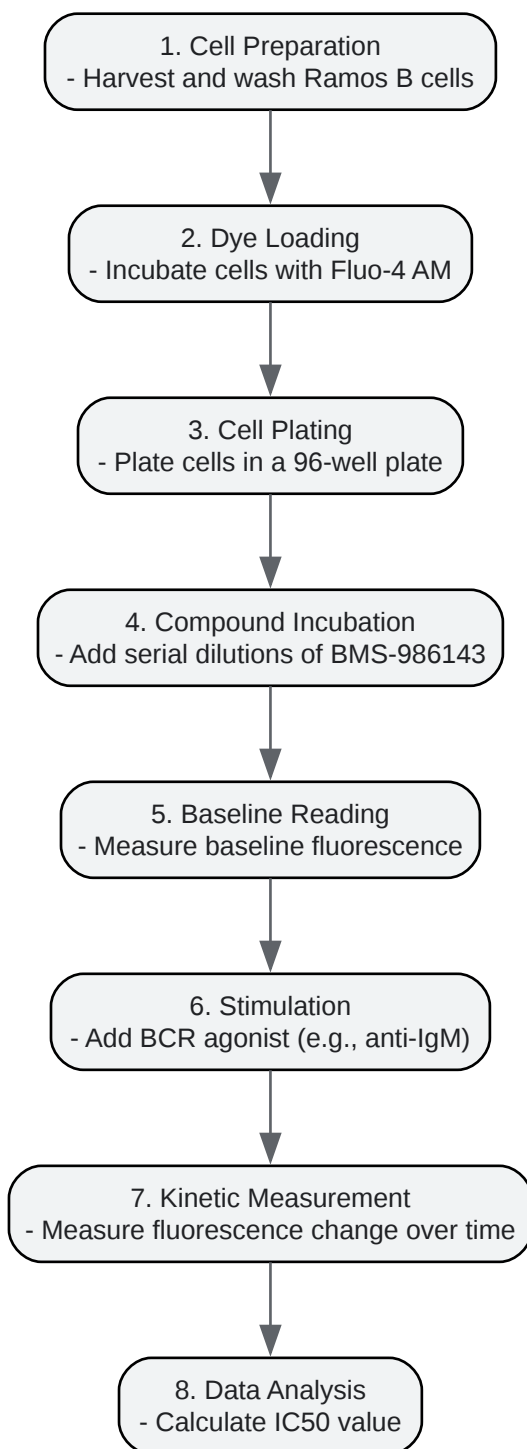 1. Cell Preparation
- Harvest and wash Ramos B cells
2. Dye Loading
- Incubate cells with Fluo-4 AM
3. Cell Plating
- Plate cells in a 96-well plate
4. Compound Incubation
- Add serial dilutions of BMS-986143
5. Baseline Reading
- Measure baseline fluorescence
6. Stimulation
- Add BCR agonist (e.g., anti-IgM)
7. Kinetic Measurement
- Measure fluorescence change over time
8. Data Analysis
- Calculate IC50 value